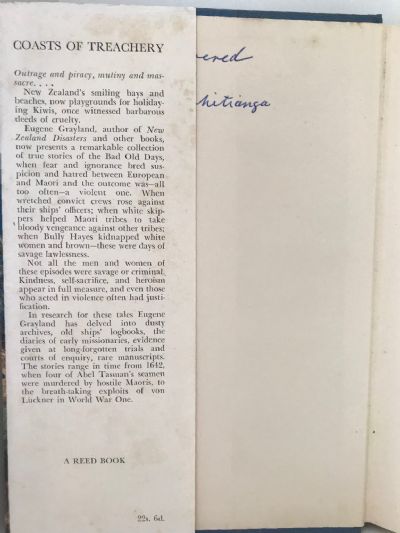 COASTS OF TREACHERY
Outrage and piracy, mutiny and mas-
sacre. . . .
New Zealand's smiling bays and
beaches, now playgrounds for holiday-
ing Kiwis, once witnessed barbarous
deeds of cruelty.
Eugene Grayland, author of New
Zealand Disasters and other books,
now presents a remarkable collection
of true stories of the Bad Old Days,
when fear and ignorance bred sus-
picion and hatred between European
and Maori and the outcome was—all
too often—a violent one. When
wretched convict crews rose against
their ships' officers; when white skip-
pers helped Maori tribes to take
bloody vengeance against other tribes;
when Bully Hayes kidnapped white
women and brown—these were days of
savage lawlessness.
Not all the men and women of
these episodes were savage or criminal.
Kindness, self-sacrifice, and heroism
appear in full measure, and even those
who acted in violence often had justi-
fication.
In research for these tales Eugene
Grayland has delved into dusty
archives, old ships' logbooks, the
diaries of early missionaries, evidence
given at long-forgotten trials and
courts of enquiry, rare manuscripts.
The stories range in time from 1642,
when four of Abel Tasman's seamen
were murdered by hostile Maoris, to
the breath-taking exploits of von
Luckner in World War One.
A REED BOOK
22s. 6d.
ered
hitianga